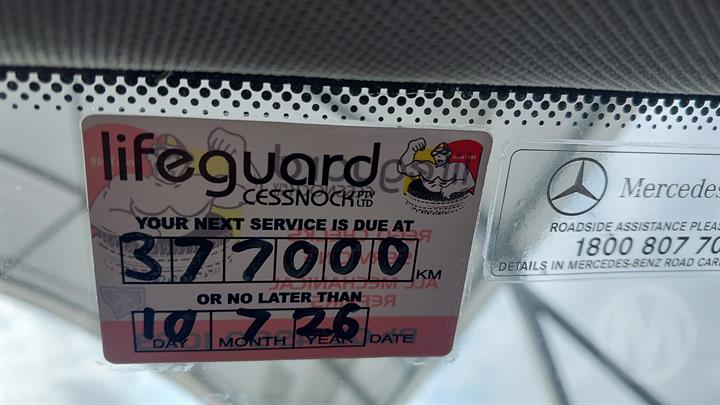 lifeguard
CESSNOCK PTY LTD
YOUR NEXT SERVICE IS DUE AT
377000 KM
OR NO LATER THAN
10 7 26
DAY MONTH YEAR DATE
Mercedes
ROADSIDE ASSISTANCE PLEAS
1800 807 70
DETAILS IN MERCEDES-BENZ ROAD CAR